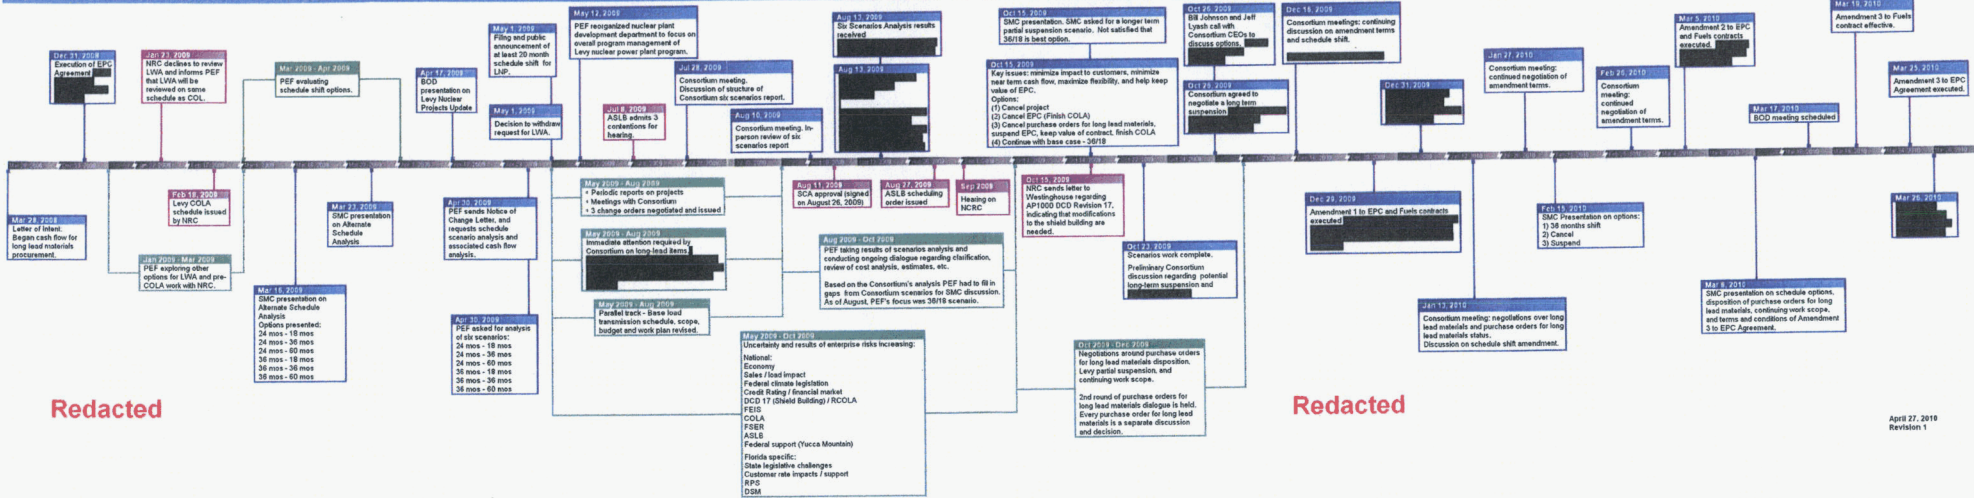 Dec 31, 2008
Execution of EPC
Agreement
Jan 23, 2009
NRC declines to review
LWA and informs PEF
that LWA will be
reviewed on same
schedule as COL.
Mar 2009 - Apr 2009
PEF evaluating
schedule shift options.
Apr 17, 2009
BOD
presentation on
Levy Nuclear
Projects Update
May 1, 2009
Filing and public
announcement of
at least 20 month
schedule shift for
LNP.
May 1, 2009
Decision to withdraw
request for LWA.
May 12, 2009
PEF reorganized nuclear plant
development department to focus on
overall program management of
Levy nuclear power plant program.
Jul 8, 2009
ASLB admits 3
contentions for
hearing.
Jul 28, 2009
Consortium meeting.
Discussion of structure of
Consortium six scenarios report.
Aug 10, 2009
Consortium meeting. In-
person review of six
scenarios report
Aug 13, 2009
Six Scenarios Analysis results
received
Aug 13, 2009
Oct 15, 2009
SMC presentation. SMC asked for a longer term
partial suspension scenario. Not satisfied that
36/18 is best option.
Oct 15, 2009
Key issues: minimize impact to customers, minimize
near term cash flow, maximize flexibility, and help keep
value of EPC.
Options:
(1) Cancel project
(2) Cancel EPC (Finish COLA)
(3) Cancel purchase orders for long lead materials,
suspend EPC, keep value of contract, finish COLA
(4) Continue with base case - 36/18
Oct 26, 2009
Bill Johnson and Jeff
Lyash call with
Consortium CEOs to
discuss options.
Oct 29, 2009
Consortium agreed to
negotiate a long term
suspension
Dec 16, 2009
Consortium meetings: continuing
discussion on amendment terms
and schedule shift.
Dec 31, 2009
Jan 27, 2010
Consortium meeting:
continued negotiation of
amendment terms.
Feb 26, 2010
Consortium
meeting:
continued
negotiation of
amendment terms.
Mar 5, 2010
Amendment 2 to EPC
and Fuels contracts
executed.
Mar 17, 2010
BOD meeting scheduled
Mar 19, 2010
Amendment 3 to Fuels
contract effective.
Mar 25, 2010
Amendment 3 to EPC
Agreement executed.
Mar 28, 2008
Letter of Intent.
Began cash flow for
long lead materials
procurement.
Feb 18, 2009
Levy COLA
schedule issued
by NRC
Jan 2009 - Mar 2009
PEF exploring other
options for LWA and pre-
COLA work with NRC.
Mar 16, 2009
SMC presentation on
Alternate Schedule
Analysis
Options presented:
24 mos - 18 mos
24 mos - 36 mos
24 mos - 60 mos
36 mos - 18 mos
36 mos - 36 mos
36 mos - 60 mos
Mar 23, 2009
SMC presentation
on Alternate
Schedule
Analysis
Apr 30, 2009
PEF sends Notice of
Change Letter, and
requests schedule
scenario analysis and
associated cash flow
analysis.
Apr 30, 2009
PEF asked for analysis
of six scenarios:
24 mos - 18 mos
24 mos - 36 mos
24 mos - 60 mos
36 mos - 18 mos
36 mos - 36 mos
36 mos - 60 mos
May 2009 - Aug 2009
• Periodic reports on projects
• Meetings with Consortium
• 3 change orders negotiated and issued
May 2009 - Aug 2009
Immediate attention required by
Consortium on long-lead items
May 2009 - Aug 2009
Parallel track - Base load
transmission schedule, scope,
budget and work plan revised.
May 2009 - Oct 2009
Uncertainty and results of enterprise risks increasing:
National:
Economy
Sales / load impact
Federal climate legislation
Credit Rating / financial market
DCD 17 (Shield Building) / RCOLA
FEIS
COLA
FSER
ASLB
Federal support (Yucca Mountain)
Florida specific:
State legislative challenges
Customer rate impacts / support
RPS
DSM
Aug 11, 2009
SCA approval (signed
on August 26, 2009)
Aug 27, 2009
ASLB scheduling
order issued
Sep 2009
Hearing on
NCRC
Aug 2009 - Oct 2009
PEF taking results of scenarios analysis and
conducting ongoing dialogue regarding clarification,
review of cost analysis, estimates, etc.
Based on the Consortium's analysis PEF had to fill in
gaps from Consortium scenarios for SMC discussion.
As of August, PEF's focus was 36/18 scenario.
Oct 15, 2009
NRC sends letter to
Westinghouse regarding
AP1000 DCD Revision 17,
indicating that modifications
to the shield building are
needed.
Oct 23, 2009
Scenarios work complete.
Preliminary Consortium
discussion regarding potential
long-term suspension and
Oct 2009 - Dec 2009
Negotiations around purchase orders
for long lead materials disposition.
Levy partial suspension, and
continuing work scope.
2nd round of purchase orders for
long lead materials dialogue is held.
Every purchase order for long lead
materials is a separate discussion
and decision.
Dec 29, 2009
Amendment 1 to EPC and Fuels contracts
executed
Jan 13, 2010
Consortium meeting: negotiations over long
lead materials and purchase orders for long
lead materials status.
Discussion on schedule shift amendment.
Feb 15, 2010
SMC Presentation on options:
1) 36 months shift
2) Cancel
3) Suspend
Mar 8, 2010
SMC presentation on schedule options,
disposition of purchase orders for long
lead materials, continuing work scope,
and terms and conditions of Amendment
3 to EPC Agreement.
Mar 26, 2010
Redacted
Redacted
April 27, 2010
Revision 1